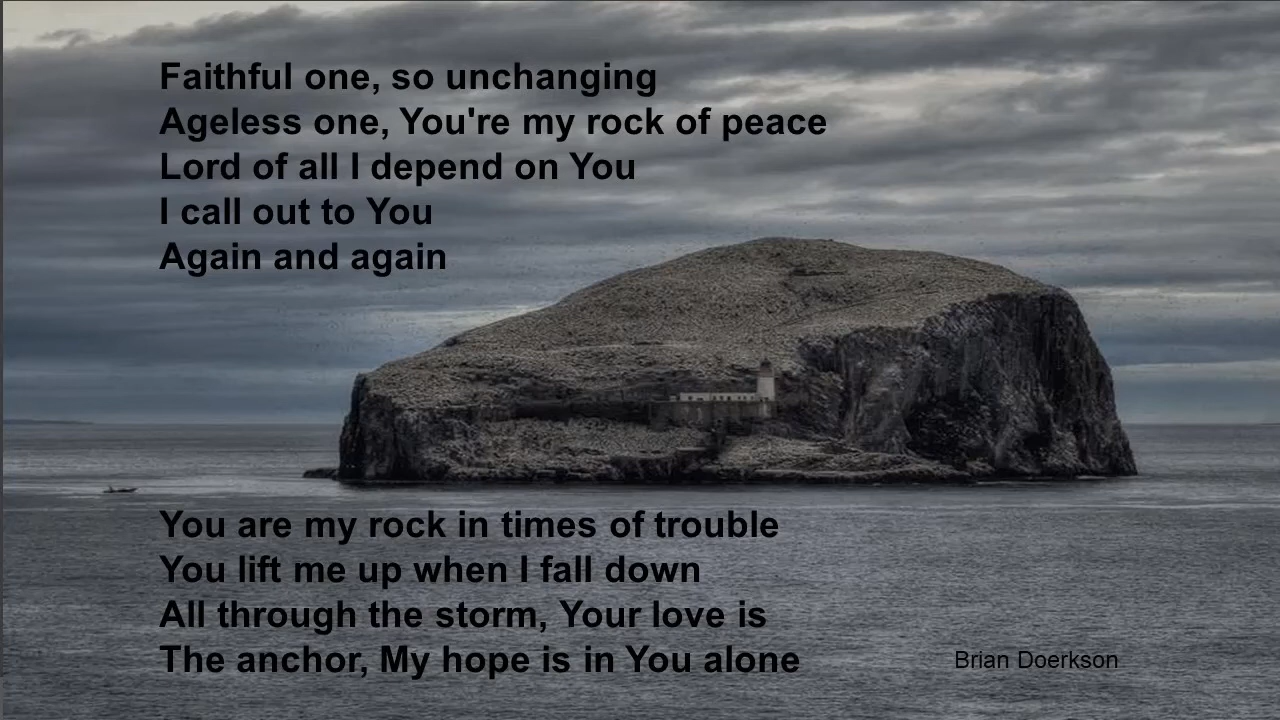 Faithful one, so unchanging
Ageless one, You're my rock of peace
Lord of all I depend on You
I call out to You
Again and again
You are my rock in times of trouble
You lift me up when I fall down
All through the storm, Your love is
The anchor, My hope is in You alone
Brian Doerkson